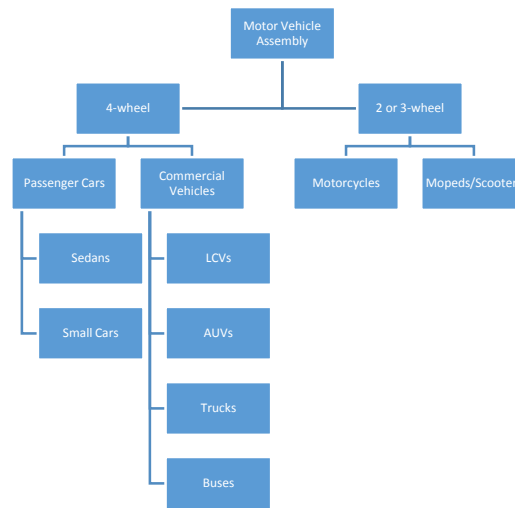 Motor Vehicle
Assembly
4-wheel
2 or 3-wheel
Passenger Cars
Commercial
Vehicles
Motorcycles
Mopeds/Scooter
Sedans
LCVs
Small Cars
AUVs
Trucks
Buses